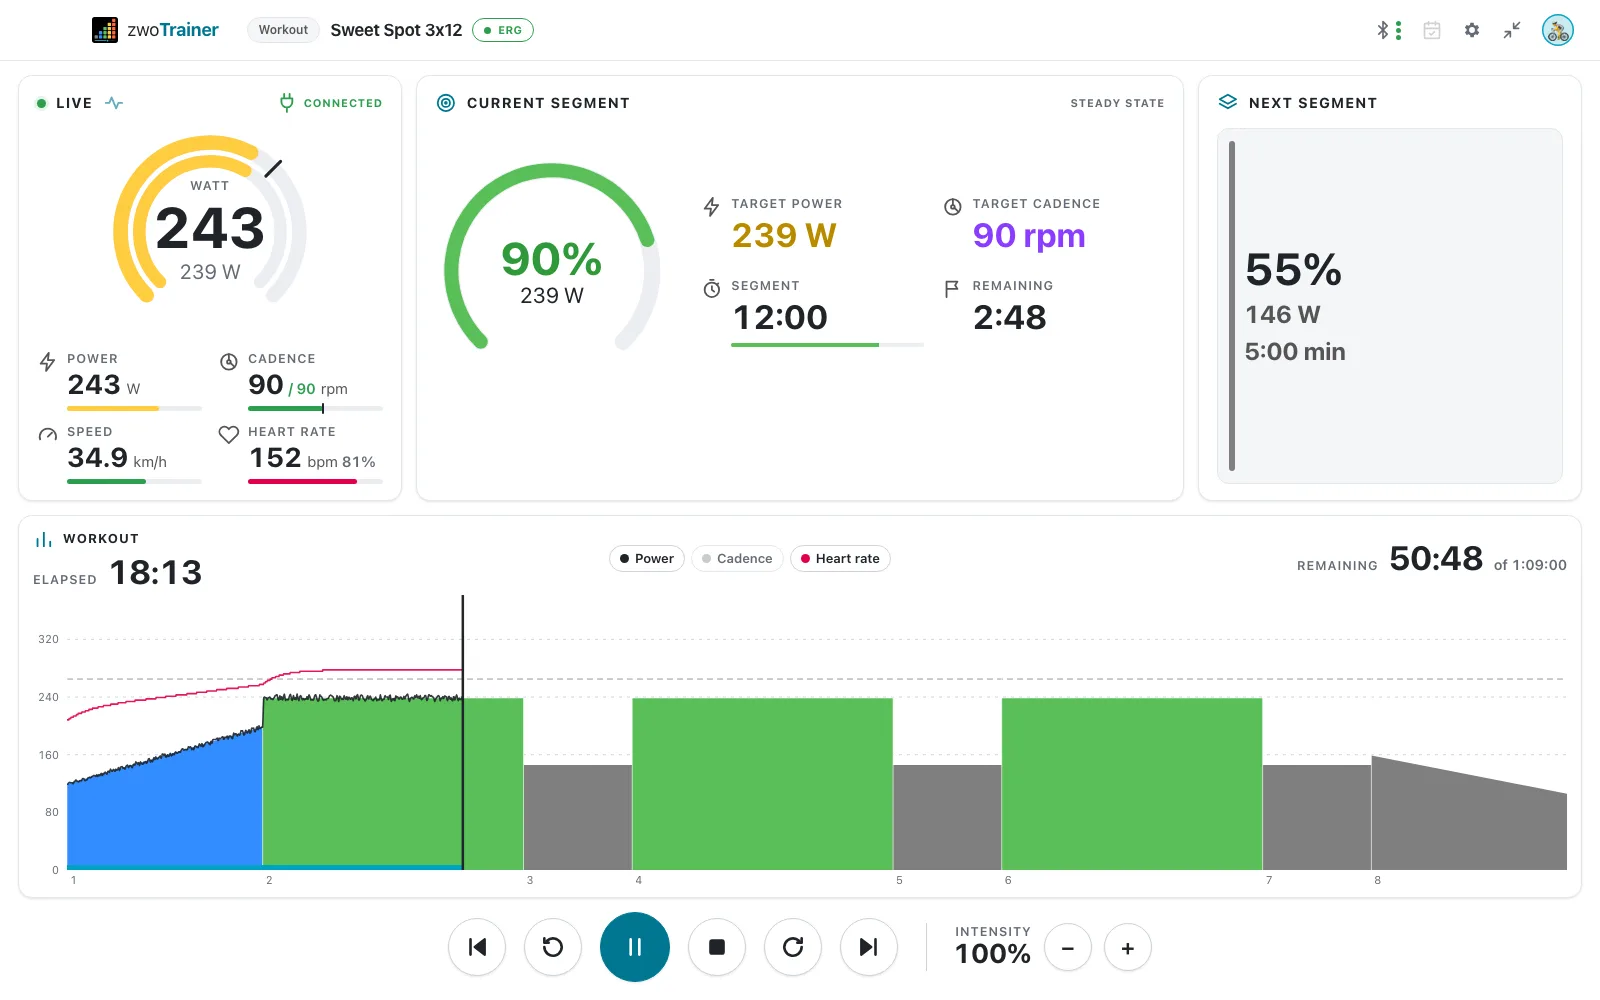 zwoTrainer
Workout
Sweet Spot 3x12
ERG
LIVE
CONNECTED
WATT
243
239 W
POWER
243 W
CADENCE
90 / 90 rpm
SPEED
34.9 km/h
HEART RATE
152 bpm 81%
CURRENT SEGMENT
STEADY STATE
90%
239 W
TARGET POWER
239 W
TARGET CADENCE
90 rpm
SEGMENT
12:00
REMAINING
2:48
NEXT SEGMENT
55%
146 W
5:00 min
WORKOUT
ELAPSED 18:13
Power
Cadence
Heart rate
REMAINING 50:48 of 1:09:00
320
240
160
80
0
1 2 3 4 5 6 7 8
INTENSITY
100%